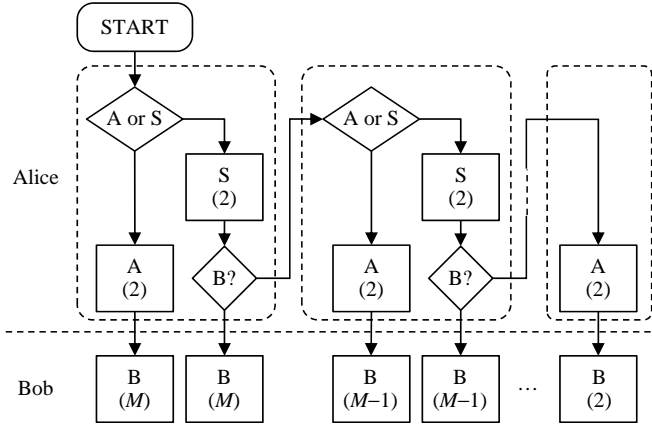 START
A or S
A or S
S
(2)
S
(2)
Alice
A
(2)
B?
A
(2)
B?
A
(2)
Bob
B
(M)
B
(M)
B
(M−1)
B
(M−1)
...
B
(2)